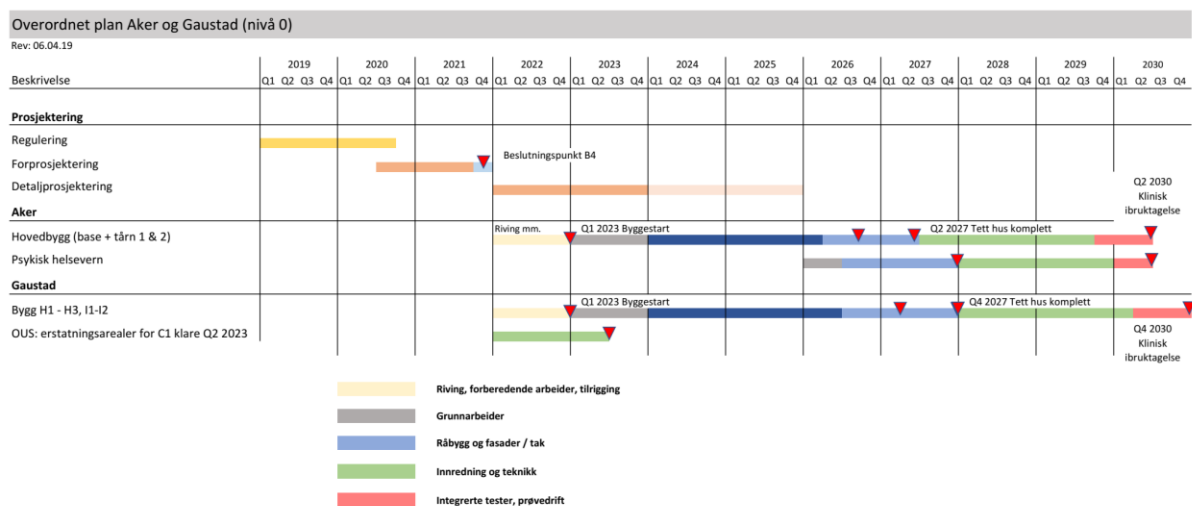 Overordnet plan Aker og Gaustad (nivå 0)
Rev: 06.04.19
2019 2020 2021 2022 2023 2024 2025 2026 2027 2028 2029 2030
Beskrivelse Q1 Q2 Q3 Q4 Q1 Q2 Q3 Q4 Q1 Q2 Q3 Q4 Q1 Q2 Q3 Q4 Q1 Q2 Q3 Q4 Q1 Q2 Q3 Q4 Q1 Q2 Q3 Q4 Q1 Q2 Q3 Q4 Q1 Q2 Q3 Q4 Q1 Q2 Q3 Q4 Q1 Q2 Q3 Q4 Q1 Q2 Q3 Q4
Prosjektering
Regulering
Forprosjektering Beslutningspunkt B4
Detaljprosjektering
Q2 2030
Klinisk
ibruktagelse
Aker
Hovedbygg (base + tårn 1 & 2) Riving mm. Q1 2023 Byggestart Q2 2027 Tett hus komplett
Psykisk helsevern
Gaustad
Bygg H1 - H3, I1-I2 Q1 2023 Byggestart Q4 2027 Tett hus komplett
OUS: erstatningsarealer for C1 klare Q2 2023
Q4 2030
Klinisk
ibruktagelse
Riving, forberedende arbeider, tilrigging
Grunnarbeider
Råbygg og fasader / tak
Innredning og teknikk
Integrerte tester, prøvedrift